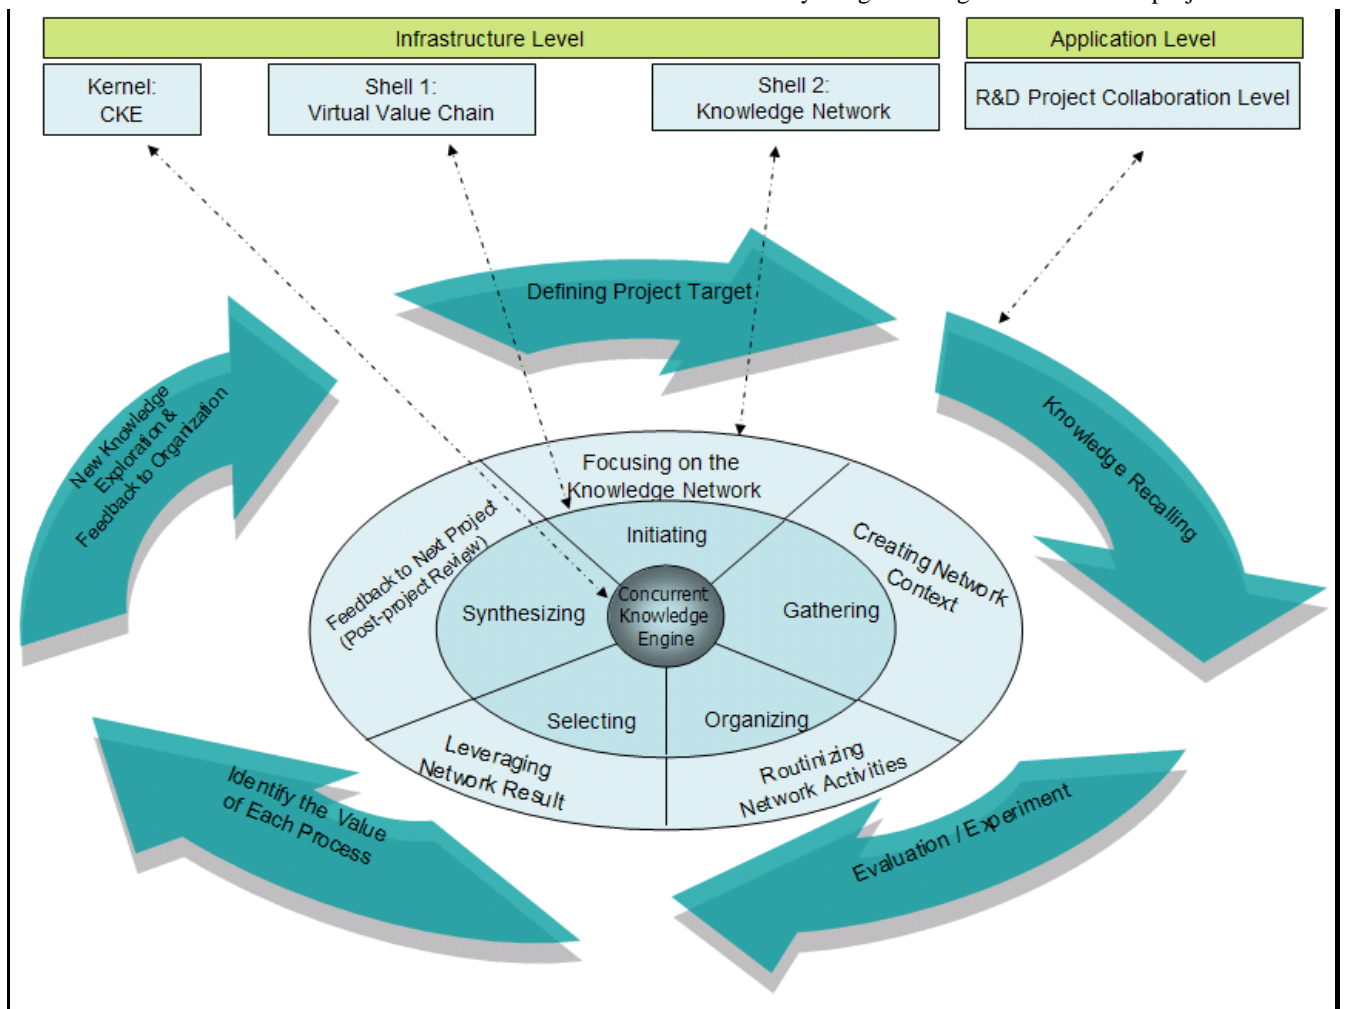 Infrastructure Level
Application Level
Kernel:
CKE
Shell 1:
Virtual Value Chain
Shell 2:
Knowledge Network
R&D Project Collaboration Level
Defining Project Target
Knowledge Recalling
Evaluation / Experiment
Identify the Value
of Each Process
New Knowledge
Exploration &
Feedback to Organization
Focusing on the
Knowledge Network
Creating Network
Context
Routinizing
Network Activities
Leveraging
Network Result
Feedback to Next Project
(Post-project Review)
Initiating
Gathering
Organizing
Selecting
Synthesizing
Concurrent
Knowledge
Engine